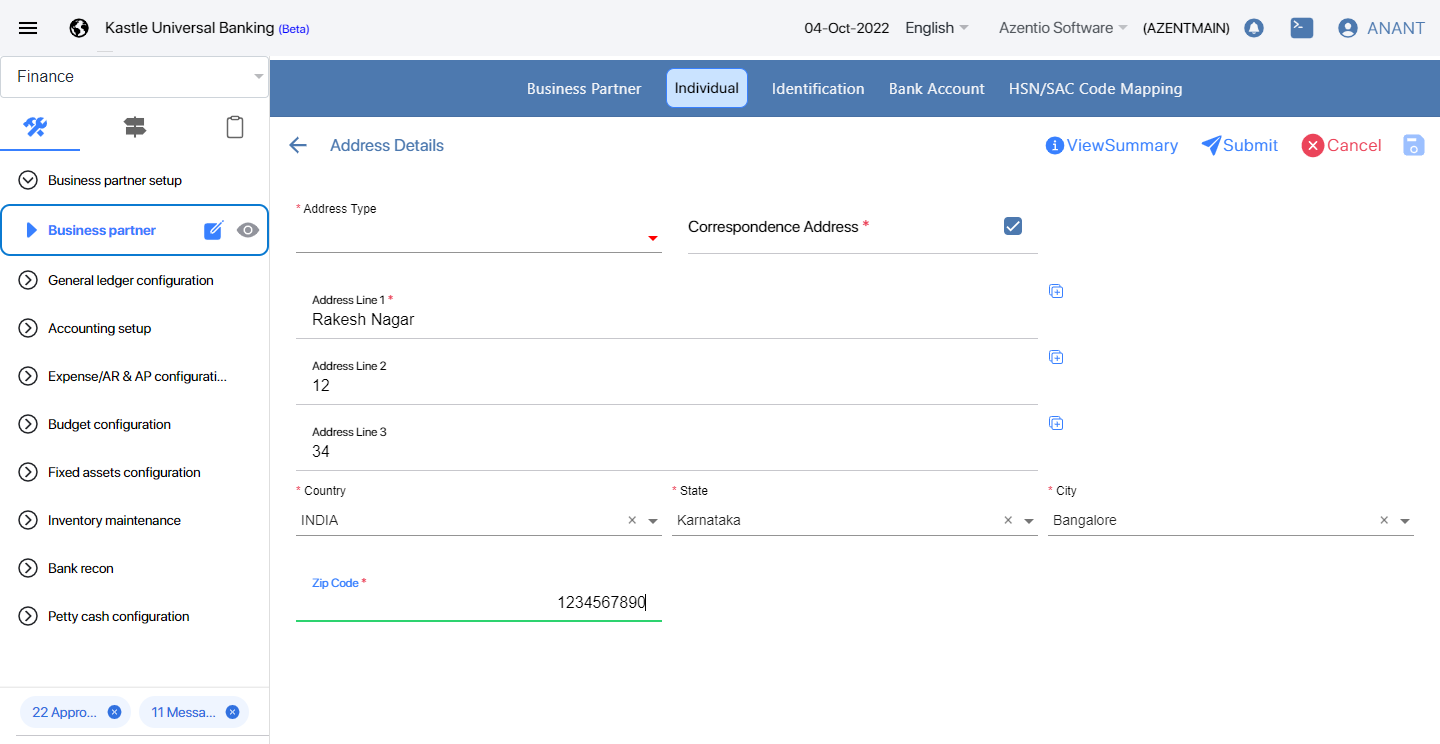 Kastle Universal Banking (Beta)
04-Oct-2022 English Azentio Software (AZENTMAIN) ANANT
Finance
Business Partner Individual Identification Bank Account HSN/SAC Code Mapping
Address Details
ViewSummary Submit Cancel
Business partner setup
Business partner
General ledger configuration
Accounting setup
Expense/AR & AP configurati...
Budget configuration
Fixed assets configuration
Inventory maintenance
Bank recon
Petty cash configuration
22 Appro... 11 Messa...
* Address Type
Correspondence Address *
Address Line 1 *
Rakesh Nagar
Address Line 2
12
Address Line 3
34
* Country * State * City
INDIA Karnataka Bangalore
Zip Code *
1234567890